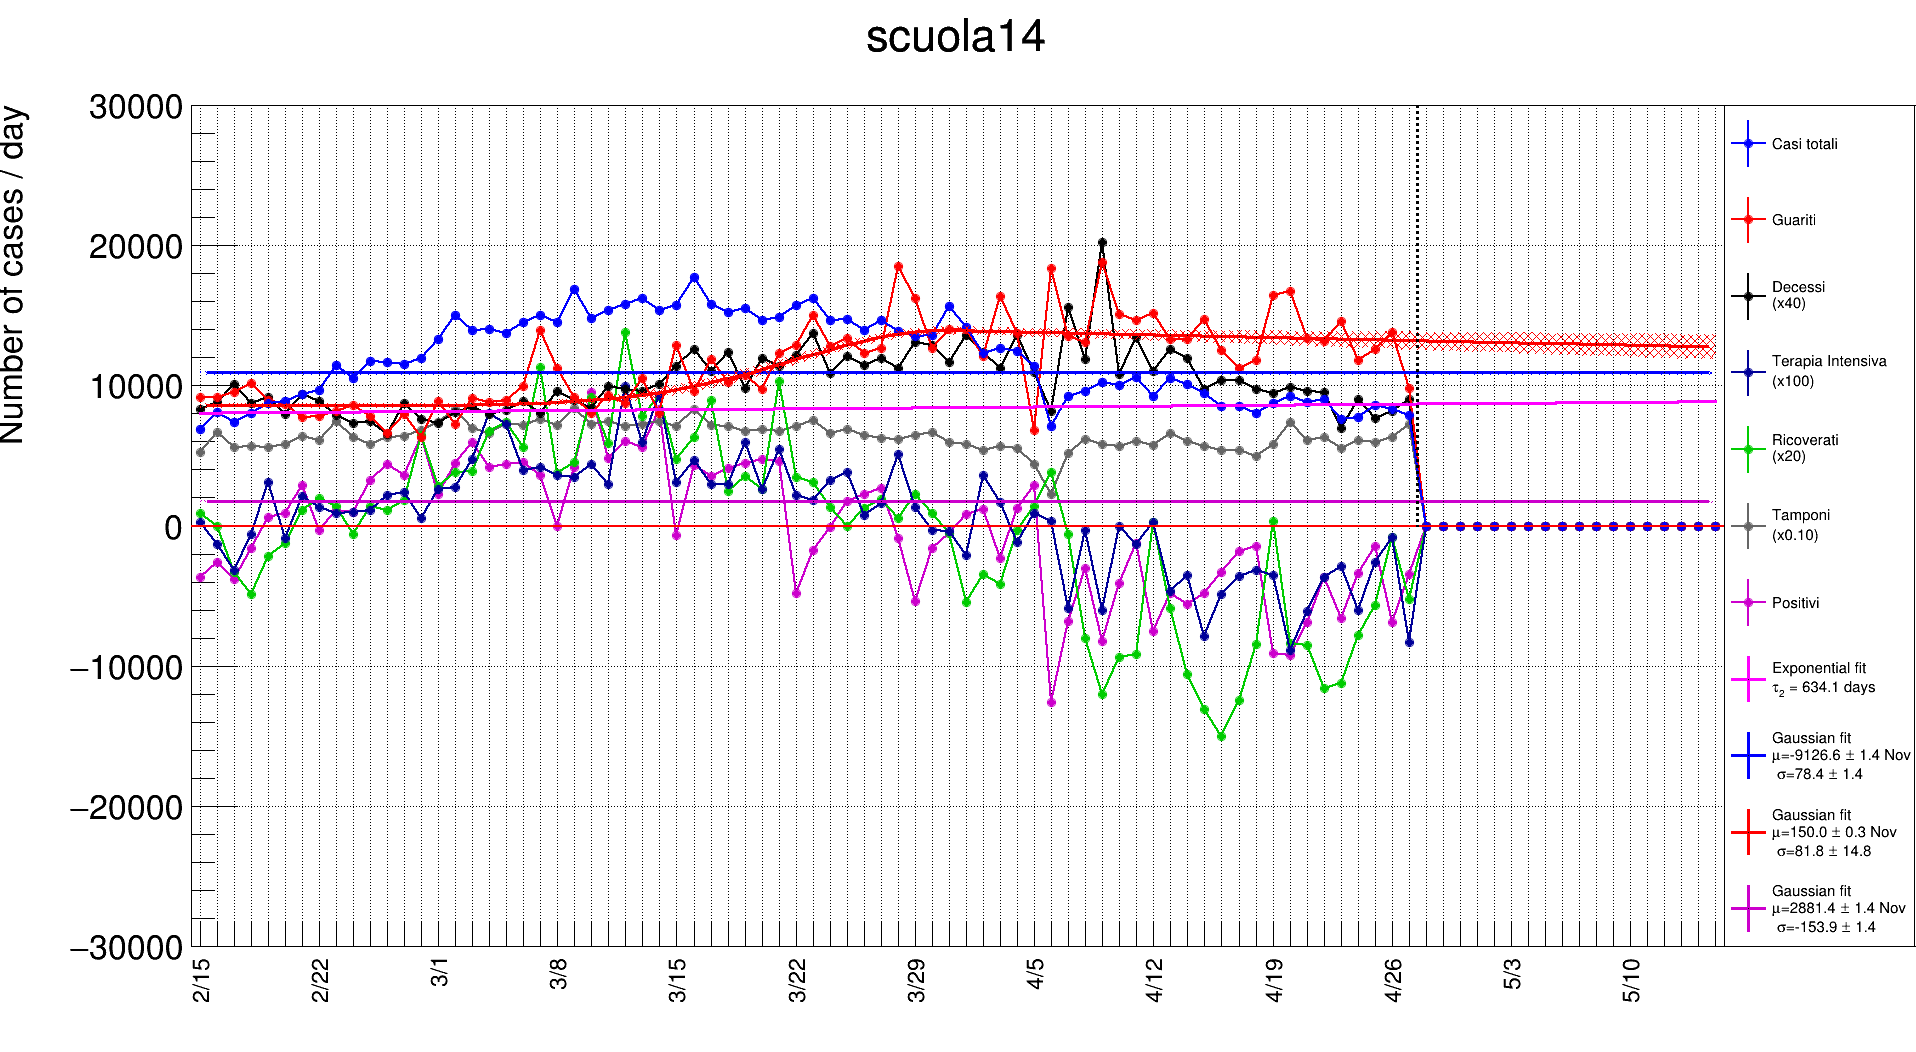 scuola14
Number of cases / day
30000
20000
10000
0
−10000
−20000
−30000
2/15
2/22
3/1
3/8
3/15
3/22
3/29
4/5
4/12
4/19
4/26
5/3
5/10
Casi totali
Guariti
Decessi
(x40)
Terapia Intensiva
(x100)
Ricoverati
(x20)
Tamponi
(x0.10)
Positivi
Exponential fit
τ2 = 634.1 days
Gaussian fit
μ=-9126.6 ± 1.4 Nov
σ=78.4 ± 1.4
Gaussian fit
μ=150.0 ± 0.3 Nov
σ=81.8 ± 14.8
Gaussian fit
μ=2881.4 ± 1.4 Nov
σ=-153.9 ± 1.4